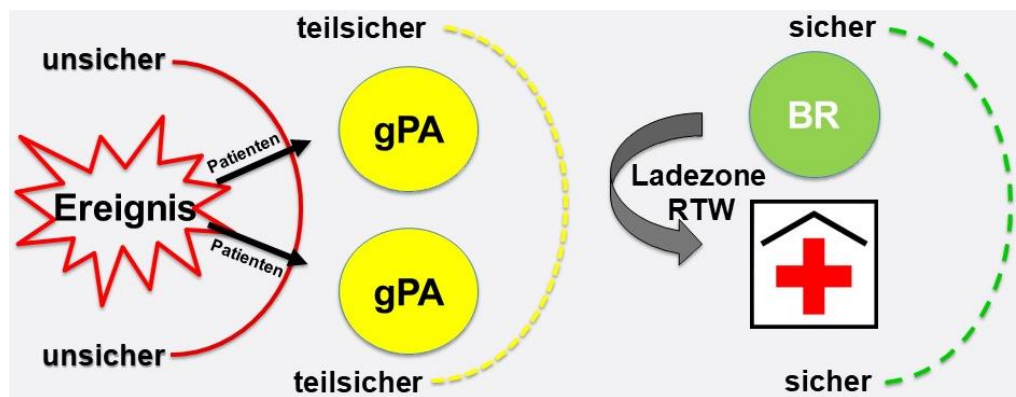 teilsicher
sicher
unsicher
BR
gPA
Patienten
Ladezone
RTW
Ereignis
Patienten
gPA
unsicher
teilsicher
sicher